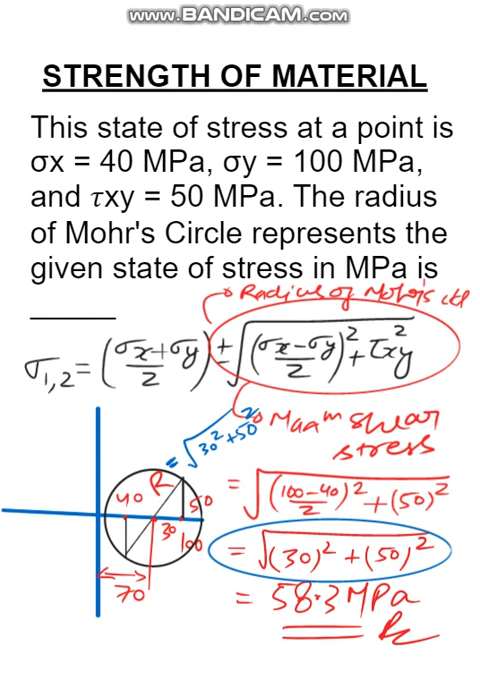 www.BANDICAM.com
STRENGTH OF MATERIAL
This state of stress at a point is
σx = 40 MPa, σy = 100 MPa,
and τxy = 50 MPa. The radius
of Mohr's Circle represents the
given state of stress in MPa is
________
Radius of Mohr's
σ1,2 = (σx+σy/2) ± √(σx-σy/2)² + τxy²
= √30²+50²
Maxm shear
stress
= √(100-40/2)² + (50)²
= √(30)² + (50)²
= 58.3 MPa
40
R
50
30
100
70